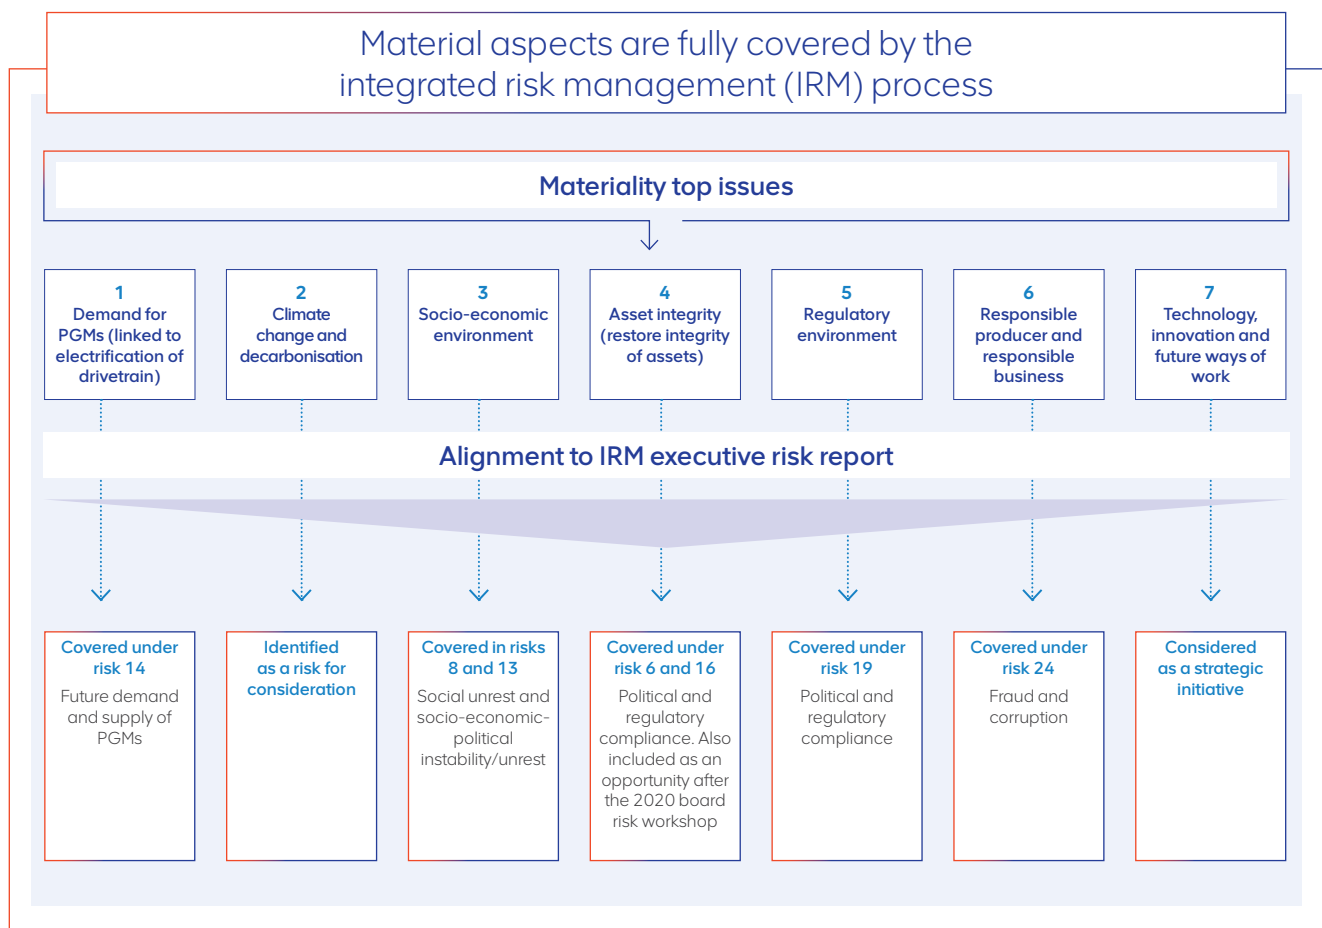 Material aspects are fully covered by the
integrated risk management (IRM) process
Materiality top issues
1
Demand for
PGMs (linked to
electrification of
drivetrain)
2
Climate
change and
decarbonisation
3
Socio-economic
environment
4
Asset integrity
(restore integrity
of assets)
5
Regulatory
environment
6
Responsible
producer and
responsible
business
7
Technology,
innovation and
future ways of
work
Alignment to IRM executive risk report
Covered under
risk 14
Future demand
and supply of
PGMs
Identified
as a risk for
consideration
Covered in risks
8 and 13
Social unrest and
socio-economic-
political
instability/unrest
Covered under
risk 6 and 16
Political and
regulatory
compliance. Also
included as an
opportunity after
the 2020 board
risk workshop
Covered under
risk 19
Political and
regulatory
compliance
Covered under
risk 24
Fraud and
corruption
Considered
as a strategic
initiative